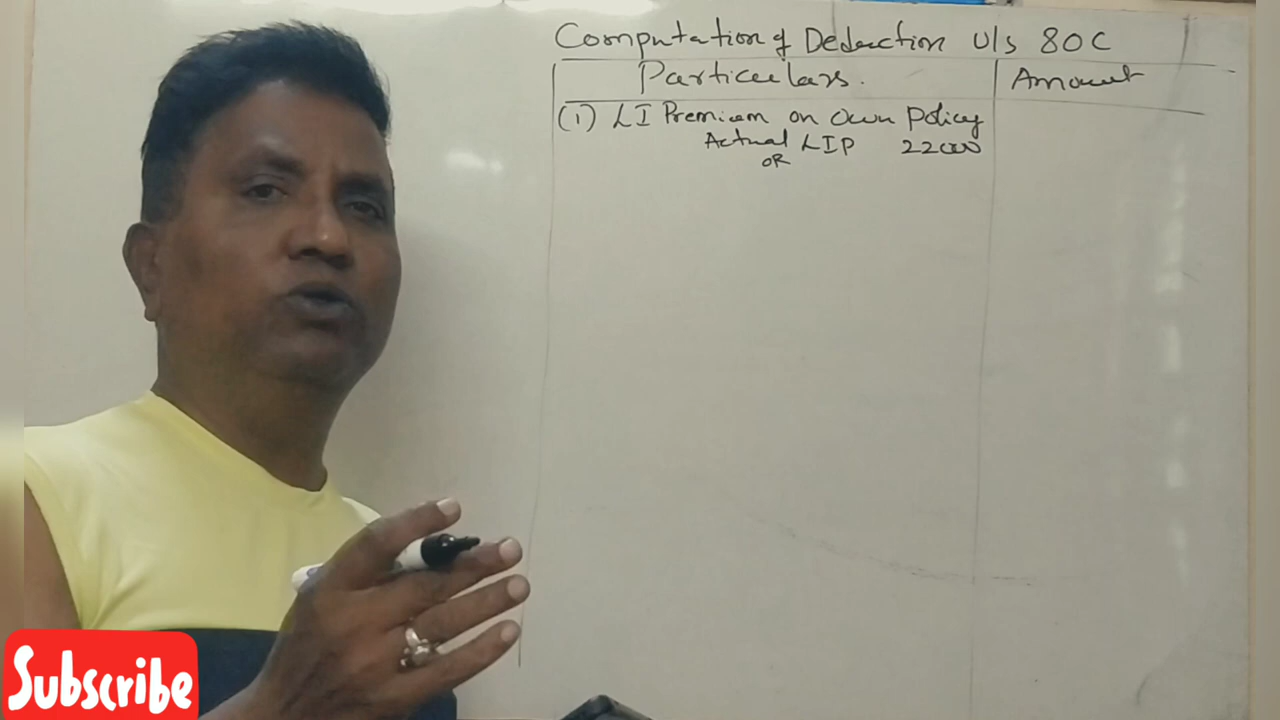 Computation of Deduction U/s 80C
Particulars. Amount
(1) LI Premium on Own Policy
Actual LIP 22000
OR
Subscribe